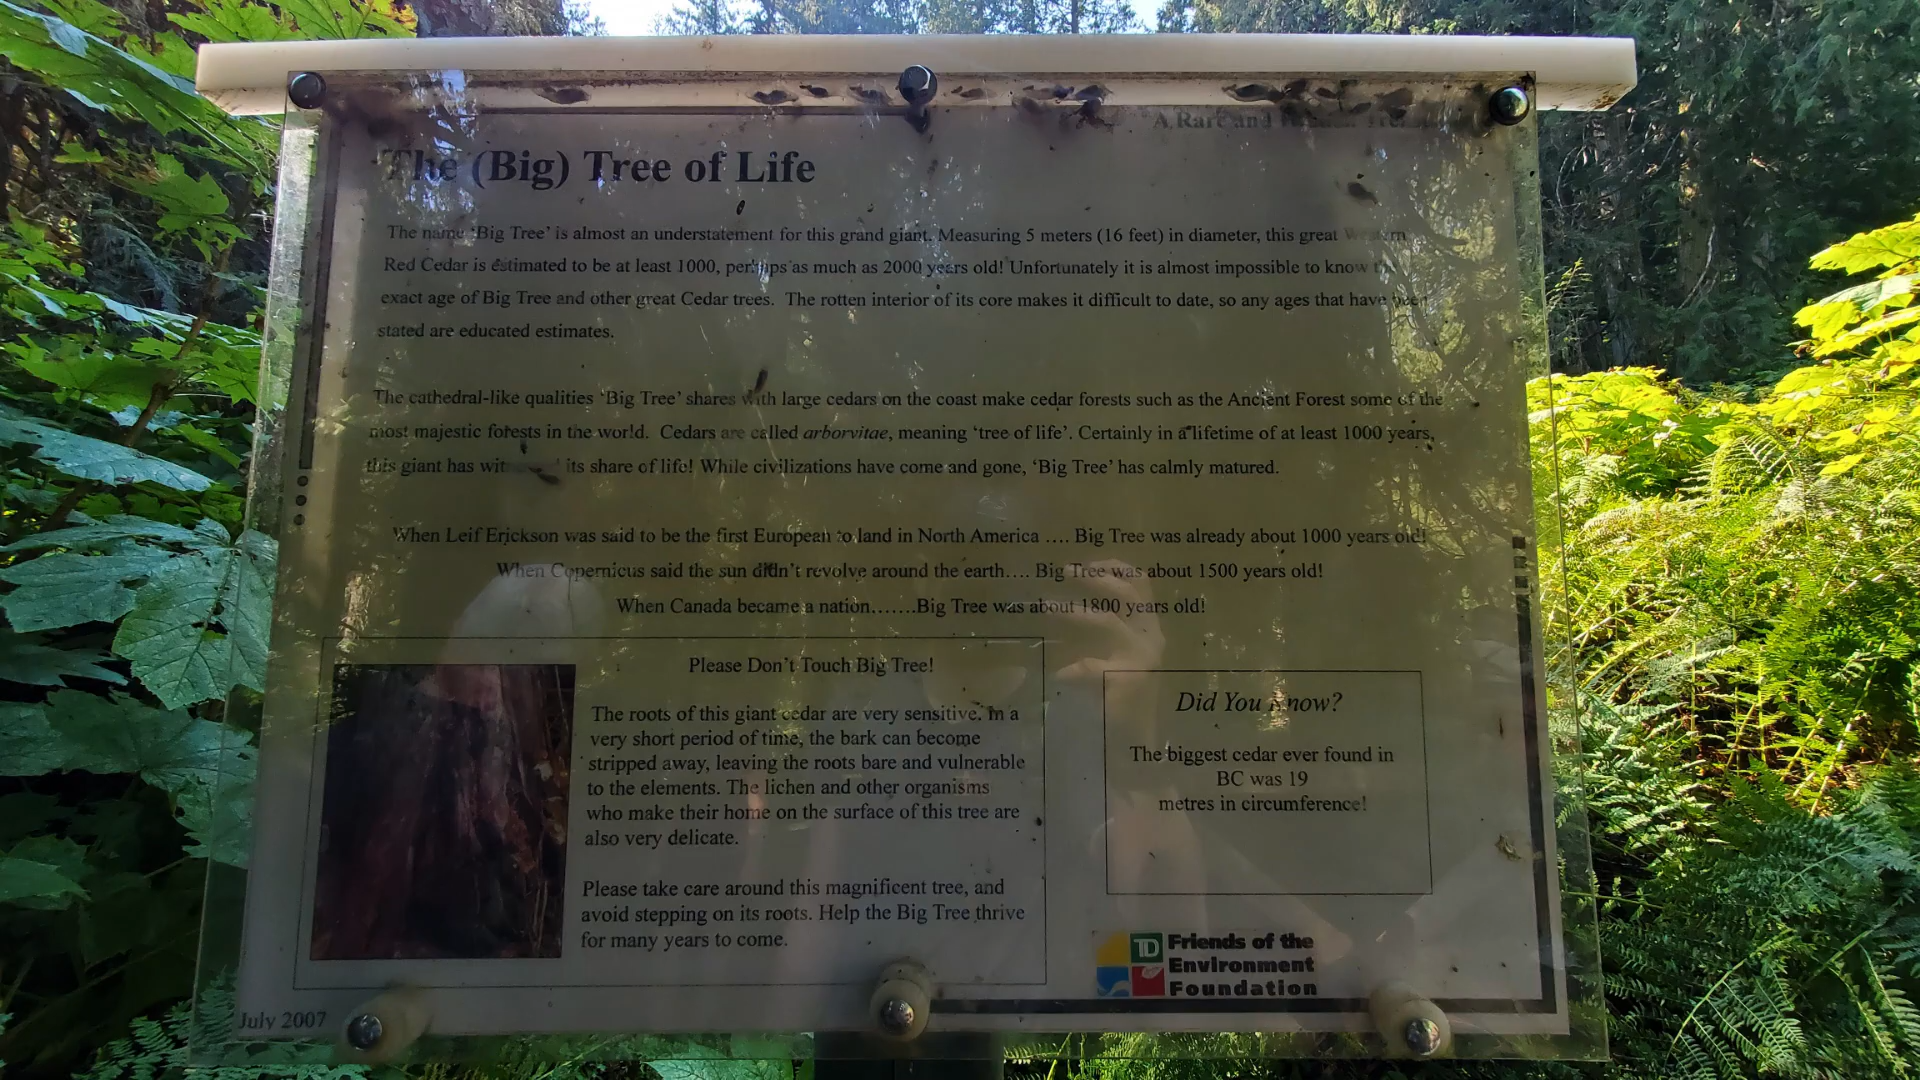 A Rare and
The (Big) Tree of Life
The name ‘Big Tree’ is almost an understatement for this grand giant. Measuring 5 meters (16 feet) in diameter, this great Western
Red Cedar is estimated to be at least 1000, perhaps as much as 2000 years old! Unfortunately it is almost impossible to know the
exact age of Big Tree and other great Cedar trees. The rotten interior of its core makes it difficult to date, so any ages that have been
stated are educated estimates.
The cathedral-like qualities ‘Big Tree’ shares with large cedars on the coast make cedar forests such as the Ancient Forest some of the
most majestic forests in the world. Cedars are called arborvitae, meaning ‘tree of life’. Certainly in a lifetime of at least 1000 years,
this giant has witnessed its share of life! While civilizations have come and gone, ‘Big Tree’ has calmly matured.
When Leif Erickson was said to be the first European to land in North America .... Big Tree was already about 1000 years old!
When Copernicus said the sun didn’t revolve around the earth.... Big Tree was about 1500 years old!
When Canada became a nation.......Big Tree was about 1800 years old!
Please Don’t Touch Big Tree!
The roots of this giant cedar are very sensitive. In a
very short period of time, the bark can become
stripped away, leaving the roots bare and vulnerable
to the elements. The lichen and other organisms
who make their home on the surface of this tree are
also very delicate.
Please take care around this magnificent tree, and
avoid stepping on its roots. Help the Big Tree thrive
for many years to come.
Did You Know?
The biggest cedar ever found in
BC was 19
metres in circumference!
TD Friends of the
Environment
Foundation
July 2007